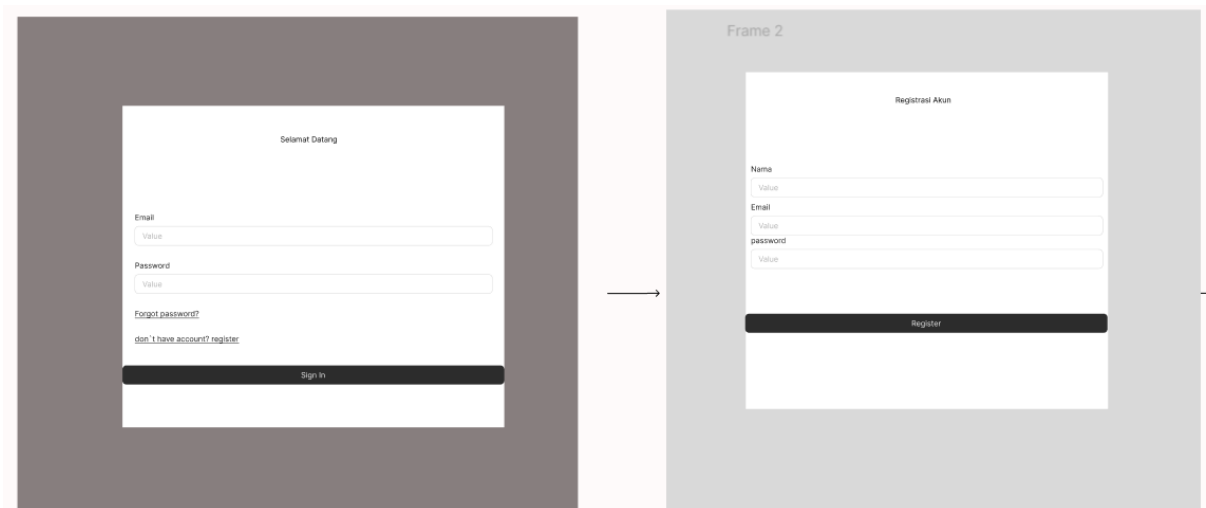 Selamat Datang
Email
Value
Password
Value
Forgot password?
don`t have account? register
Sign In
Frame 2
Registrasi Akun
Nama
Value
Email
Value
password
Value
Register